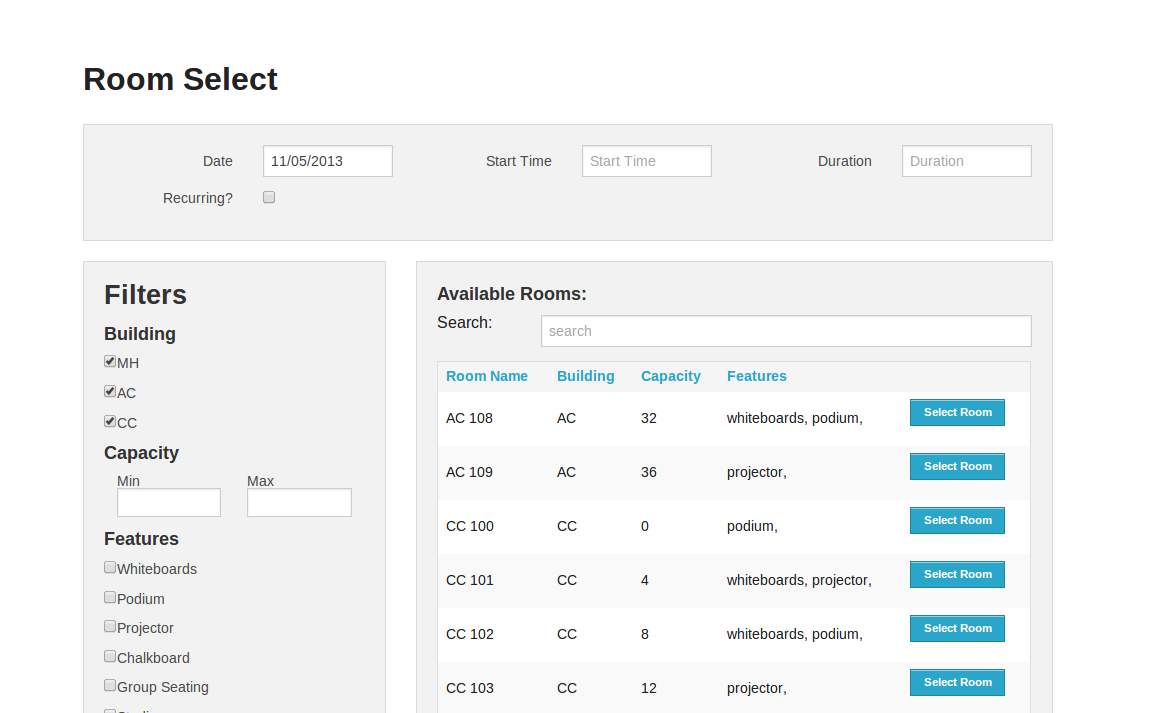 Room Select
Date 11/05/2013 Start Time Start Time Duration Duration
Recurring?
Filters
Building
MH
AC
CC
Capacity
Min Max
Features
Whiteboards
Podium
Projector
Chalkboard
Group Seating
Available Rooms:
Search: search
Room Name Building Capacity Features
AC 108 AC 32 whiteboards, podium, Select Room
AC 109 AC 36 projector, Select Room
CC 100 CC 0 podium, Select Room
CC 101 CC 4 whiteboards, projector, Select Room
CC 102 CC 8 whiteboards, podium, Select Room
CC 103 CC 12 projector, Select Room